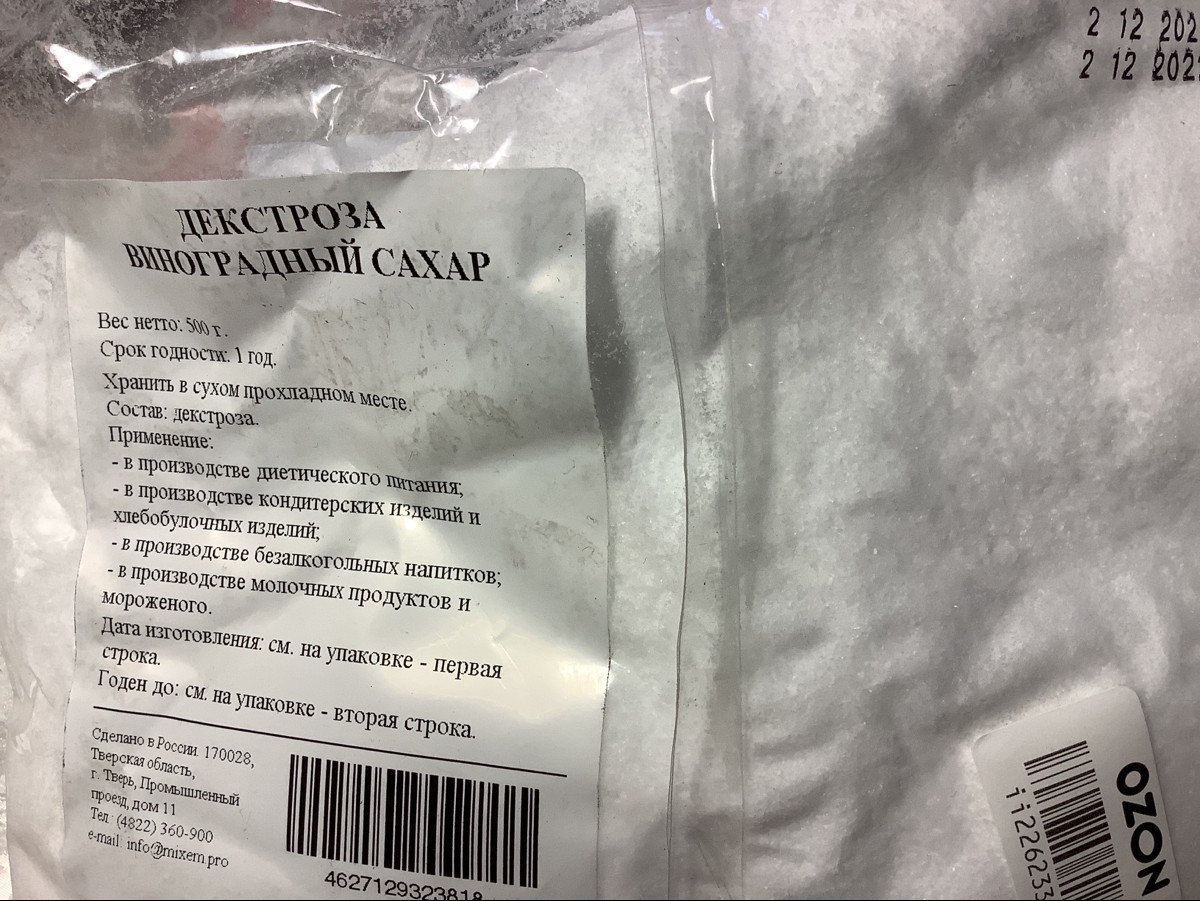 2 12 202
2 12 202
ДЕКСТРОЗА
ВИНОГРАДНЫЙ САХАР
Вес нетто: 500 г.
Срок годности: 1 год.
Хранить в сухом прохладном месте.
Состав: декстроза.
Применение:
- в производстве диетического питания;
- в производстве кондитерских изделий и
хлебобулочных изделий;
- в производстве безалкогольных напитков;
- в производстве молочных продуктов и
мороженого.
Дата изготовления: см. на упаковке - первая
строка.
Годен до: см. на упаковке - вторая строка.
Сделано в России. 170028,
Тверская область,
г. Тверь, Промышленный
проезд, дом 11
Тел: (4822) 360-900
e-mail: info@mixem.pro
4627129323818
OZON
ii226233